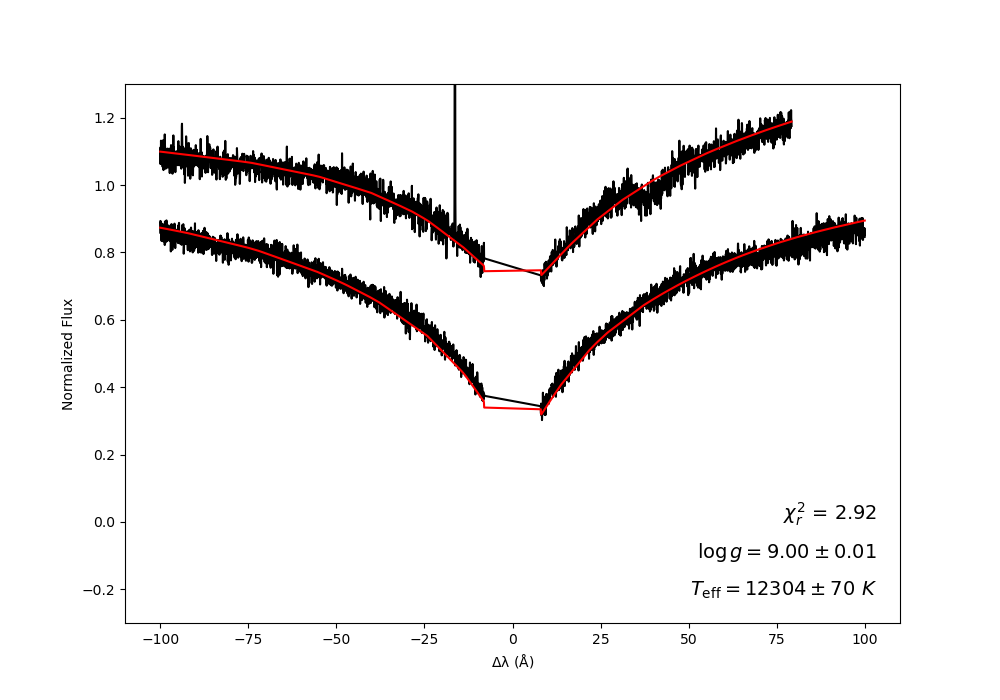 1.2
1.0
0.8
0.6
0.4
0.2
0.0
−0.2
Normalized Flux
χ²ᵣ = 2.92
log g = 9.00 ± 0.01
T_eff = 12304 ± 70 K
−100 −75 −50 −25 0 25 50 75 100
Δλ (Å)